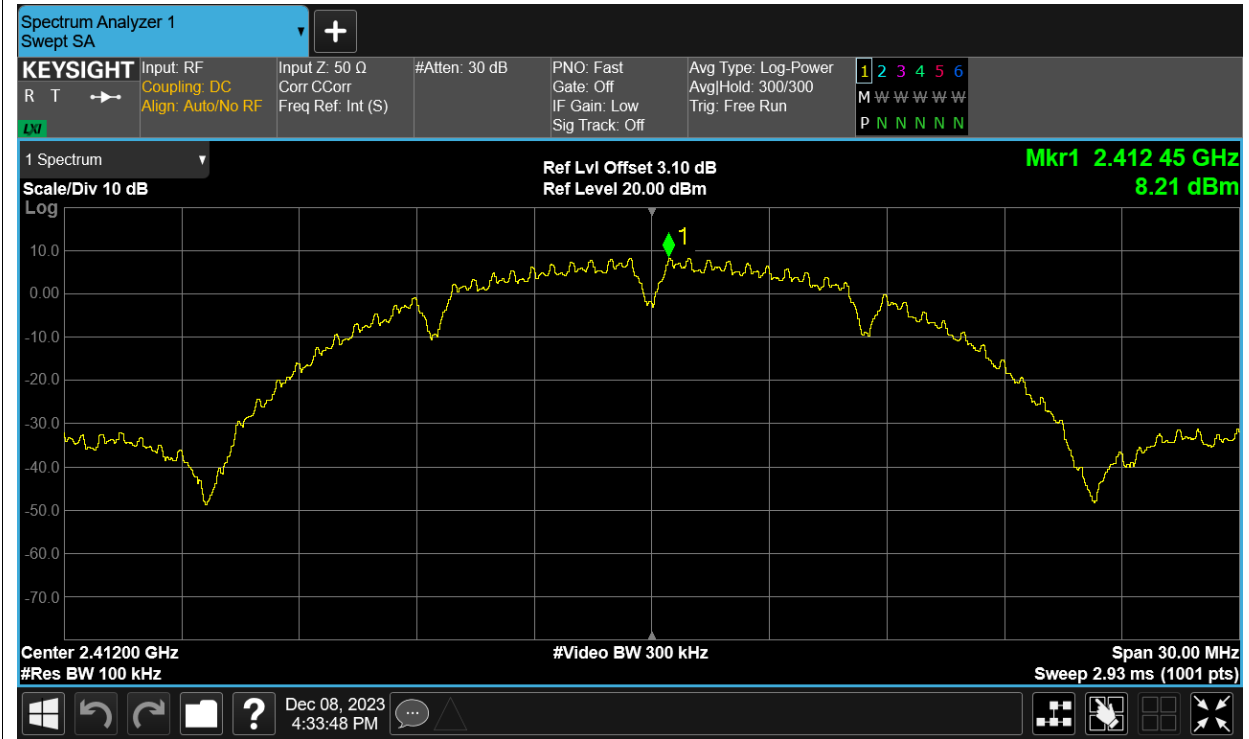 Spectrum Analyzer 1
Swept SA
KEYSIGHT
R T
LXI
Input: RF
Coupling: DC
Align: Auto/No RF
Input Z: 50 Ω
Corr CCorr
Freq Ref: Int (S)
#Atten: 30 dB
PNO: Fast
Gate: Off
IF Gain: Low
Sig Track: Off
Avg Type: Log-Power
Avg|Hold: 300/300
Trig: Free Run
1 2 3 4 5 6
M W W W W W
P N N N N N
1 Spectrum
Scale/Div 10 dB
Log
Ref Lvl Offset 3.10 dB
Ref Level 20.00 dBm
Mkr1 2.412 45 GHz
8.21 dBm
1
10.0
0.00
-10.0
-20.0
-30.0
-40.0
-50.0
-60.0
-70.0
Center 2.41200 GHz
#Res BW 100 kHz
#Video BW 300 kHz
Span 30.00 MHz
Sweep 2.93 ms (1001 pts)
?
Dec 08, 2023
4:33:48 PM